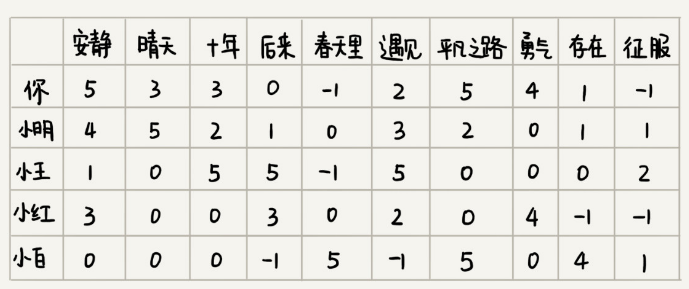 安静 晴天 十年 后来 春天里 遇见 平凡之路 勇气 存在 征服
你 5 3 3 0 -1 2 5 4 1 -1
小明 4 5 2 1 0 3 2 0 1 1
小王 1 0 5 5 -1 5 0 0 0 2
小红 3 0 0 3 0 2 0 4 -1 -1
小白 0 0 0 -1 5 -1 5 0 4 1